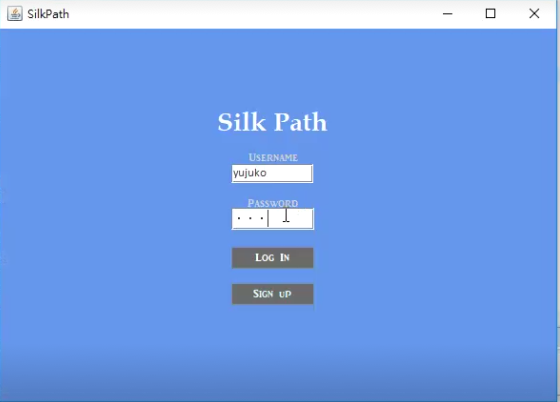 SilkPath
Silk Path
Username
yujuko
Password
Log In
Sign up